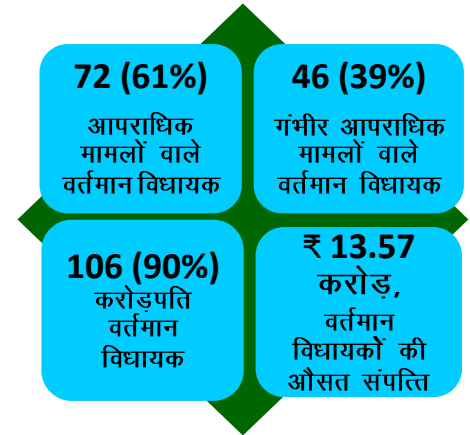 72 (61%)
आपराधिक
मामलों वाले
वर्तमान विधायक
46 (39%)
गंभीर आपराधिक
मामलों वाले
वर्तमान विधायक
106 (90%)
करोड़पति
वर्तमान
विधायक
₹ 13.57
करोड़,
वर्तमान
विधायकों की
औसत संपत्ति